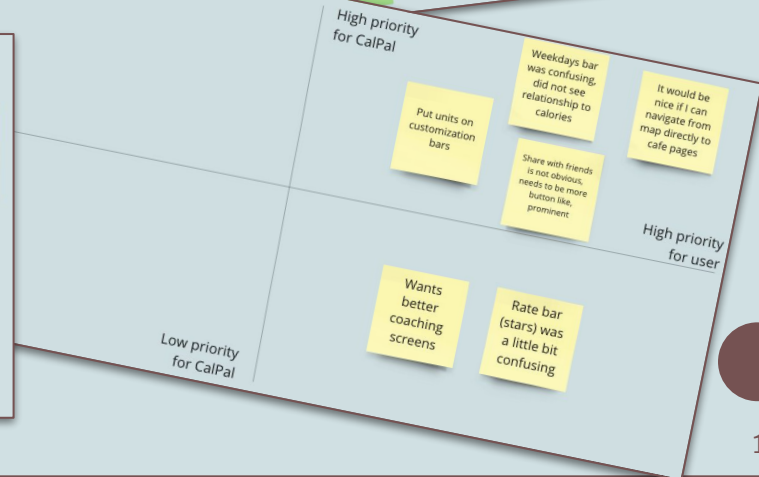 High priority
for CalPal
Weekdays bar
was confusing,
did not see
relationship to
calories
It would be
nice if I can
navigate from
map directly to
cafe pages
Put units on
customization
bars
Share with friends
is not obvious,
needs to be more
button like,
prominent
High priority
for user
Wants
better
coaching
screens
Rate bar
(stars) was
a little bit
confusing
Low priority
for CalPal